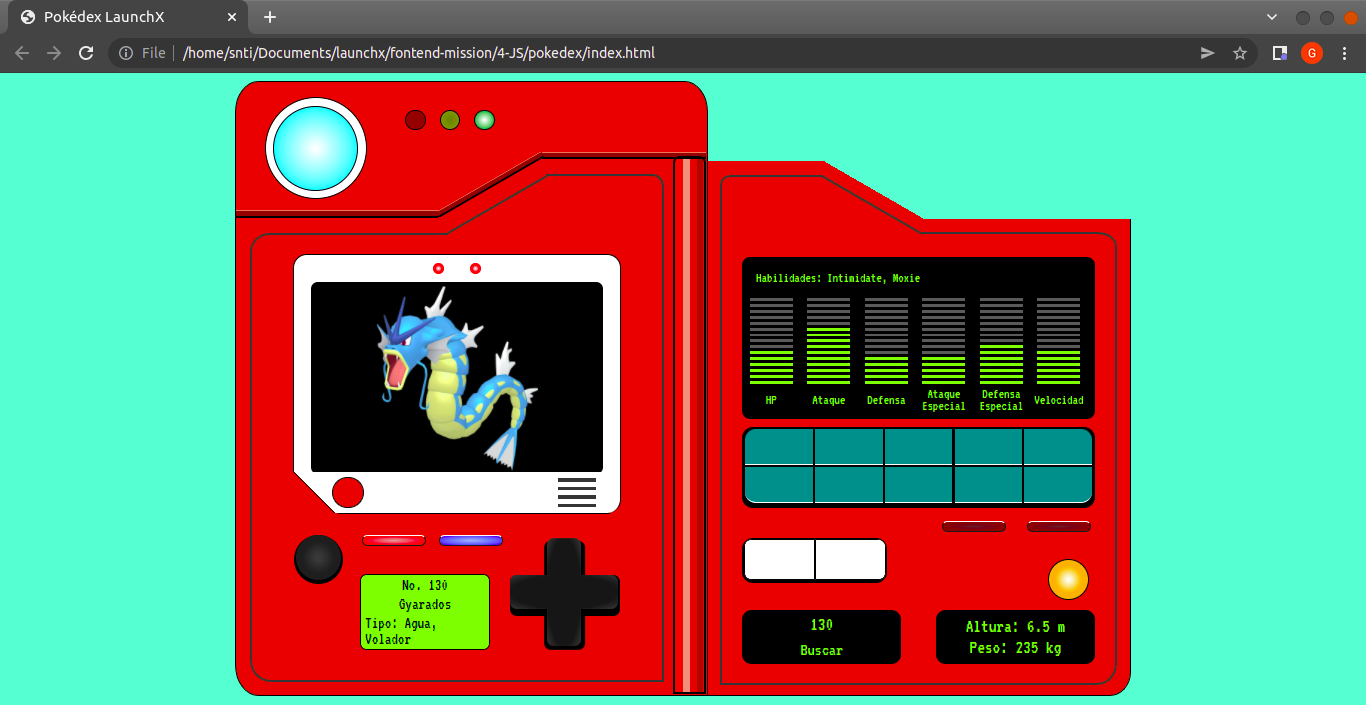 Pokédex LaunchX
File
/home/snti/Documents/launchx/fontend-mission/4-JS/pokedex/index.html
G
Habilidades: Intimidate, Moxie
HP
Ataque
Defensa
Ataque
Especial
Defensa
Especial
Velocidad
No. 130
Gyarados
Tipo: Agua,
Volador
130
Buscar
Altura: 6.5 m
Peso: 235 kg